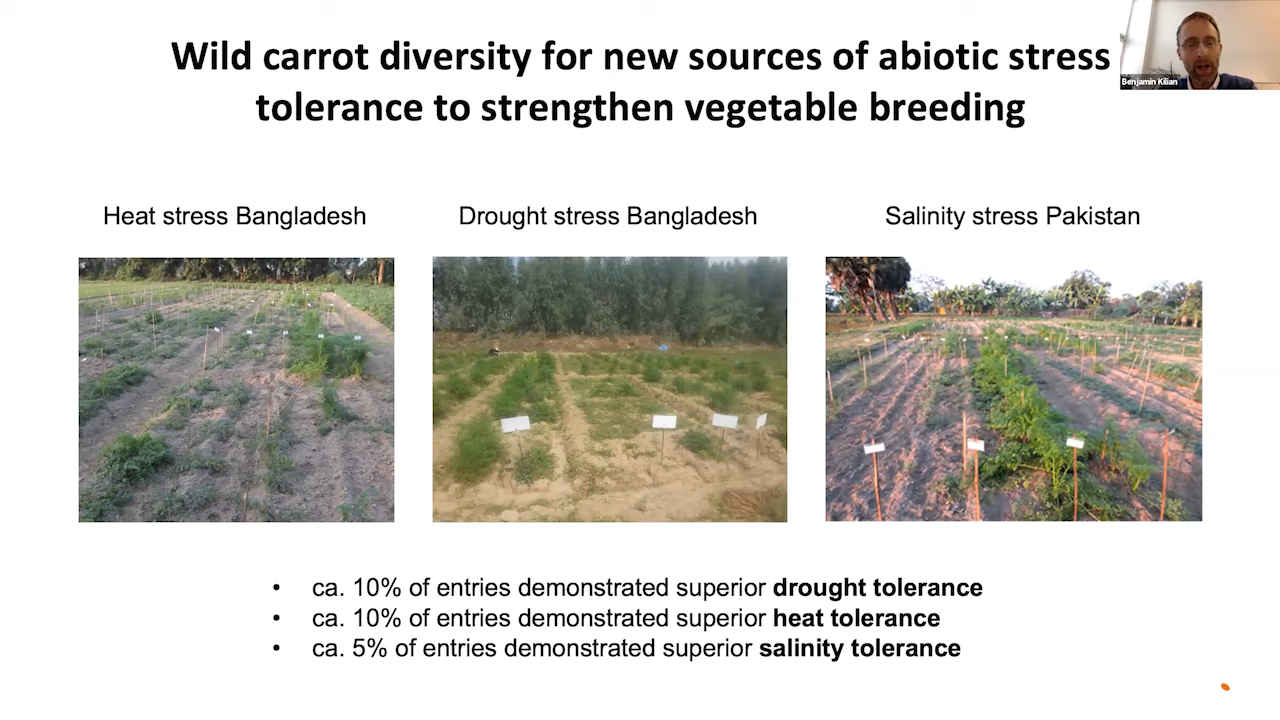 Wild carrot diversity for new sources of abiotic stress
tolerance to strengthen vegetable breeding
Benjamin Kilian
Heat stress Bangladesh
Drought stress Bangladesh
Salinity stress Pakistan
• ca. 10% of entries demonstrated superior drought tolerance
• ca. 10% of entries demonstrated superior heat tolerance
• ca. 5% of entries demonstrated superior salinity tolerance